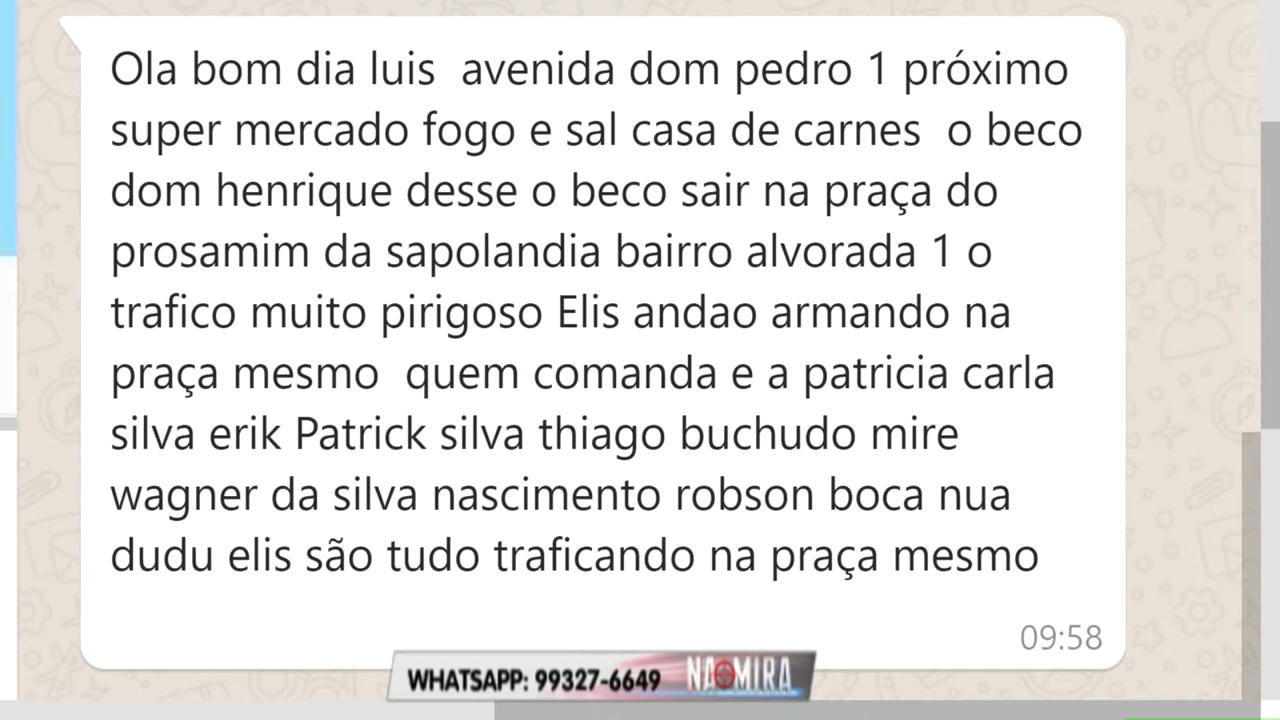 Ola bom dia luis  avenida dom pedro 1 próximo
super mercado fogo e sal casa de carnes  o beco
dom henrique desse o beco sair na praça do
prosamim da sapolandia bairro alvorada 1 o
trafico muito pirigoso Elis andao armando na
praça mesmo  quem comanda e a patricia carla
silva erik Patrick silva thiago buchudo mire
wagner da silva nascimento robson boca nua
dudu elis são tudo traficando na praça mesmo
09:58
WHATSAPP: 99327-6649 NA MIRA